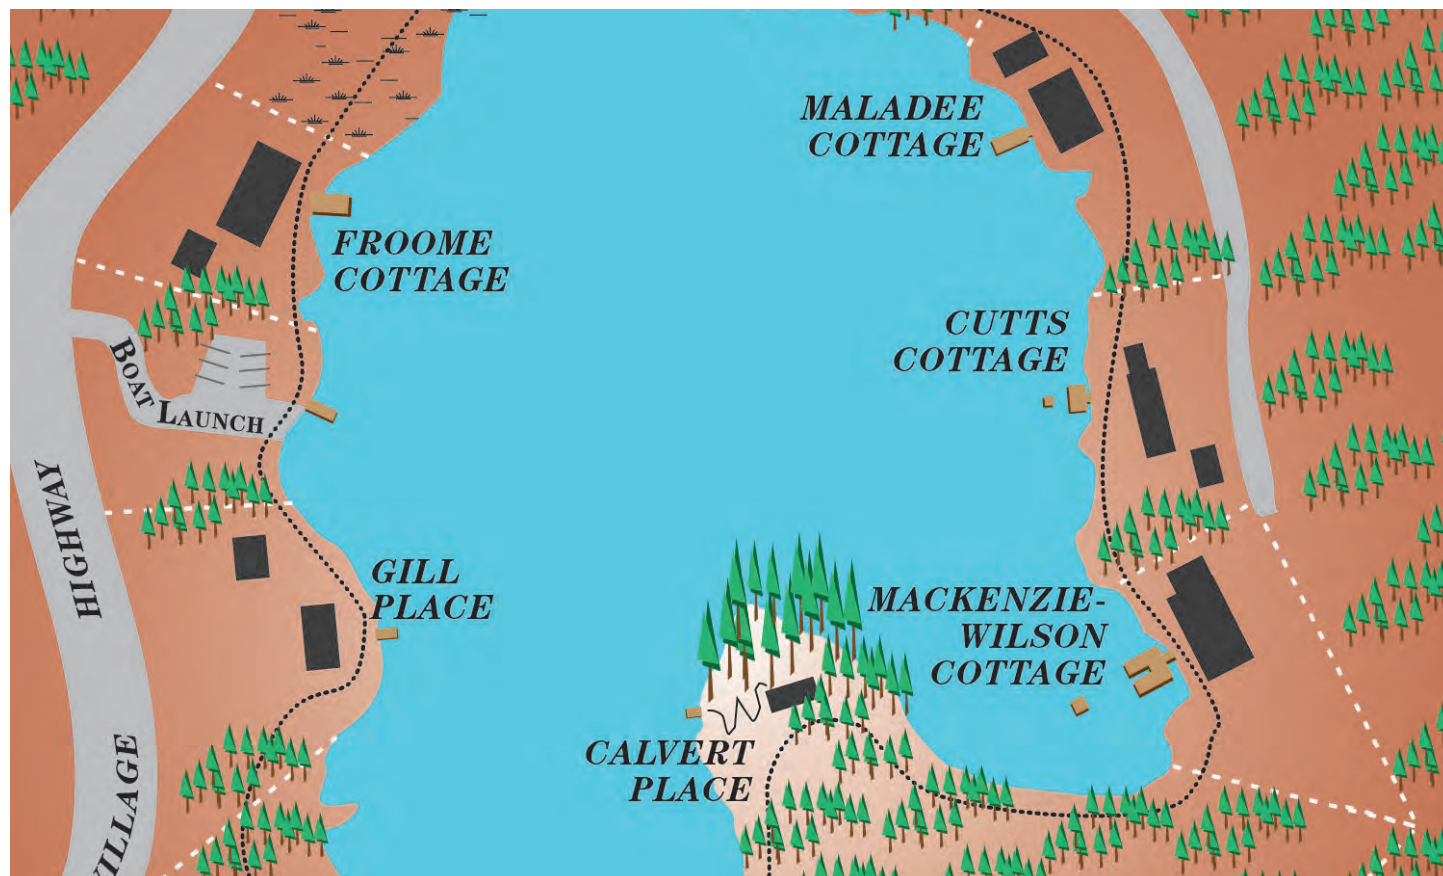 MALADEE
COTTAGE
FROOME
COTTAGE
CUTTS
COTTAGE
BOAT LAUNCH
HIGHWAY
GILL
PLACE
MACKENZIE-
WILSON
COTTAGE
CALVERT
PLACE
VILLAGE